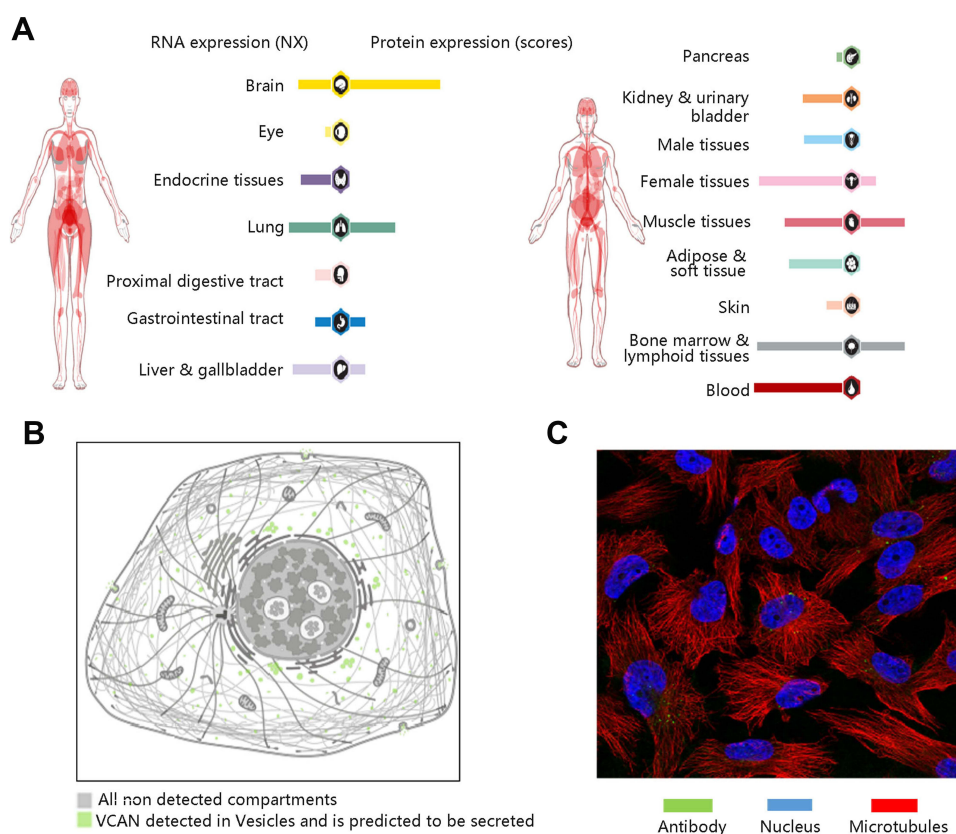 A
RNA expression (NX)
Protein expression (scores)
Brain
Eye
Endocrine tissues
Lung
Proximal digestive tract
Gastrointestinal tract
Liver & gallbladder
Pancreas
Kidney & urinary
bladder
Male tissues
Female tissues
Muscle tissues
Adipose &
soft tissue
Skin
Bone marrow &
lymphoid tissues
Blood
B
All non detected compartments
VCAN detected in Vesicles and is predicted to be secreted
C
Antibody
Nucleus
Microtubules